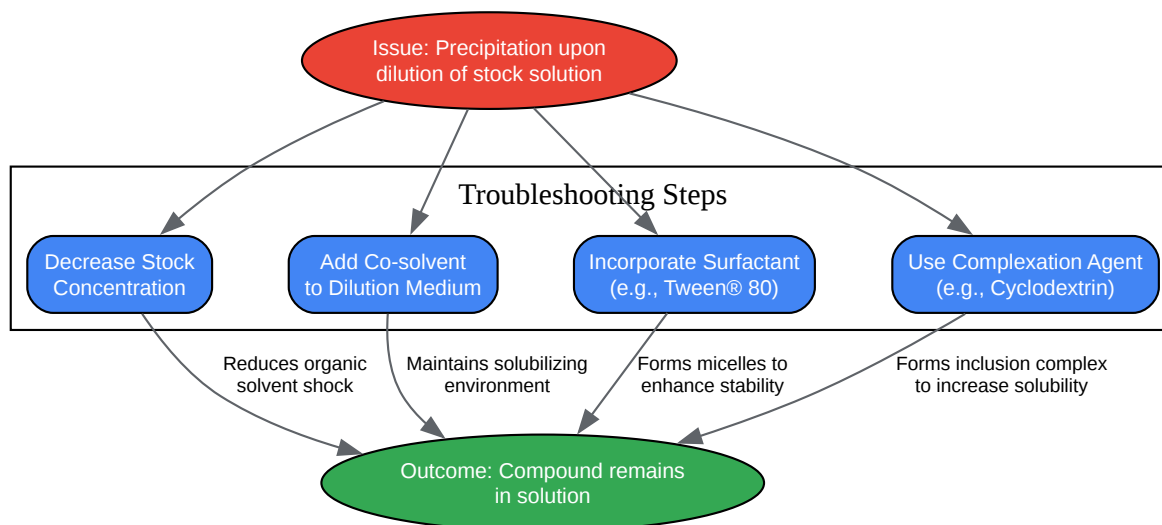 Issue: Precipitation upon
dilution of stock solution
Troubleshooting Steps
Decrease Stock
Concentration
Add Co-solvent
to Dilution Medium
Incorporate Surfactant
(e.g., Tween® 80)
Use Complexation Agent
(e.g., Cyclodextrin)
Reduces organic
solvent shock
Maintains solubilizing
environment
Forms micelles to
enhance stability
Forms inclusion complex
to increase solubility
Outcome: Compound remains
in solution